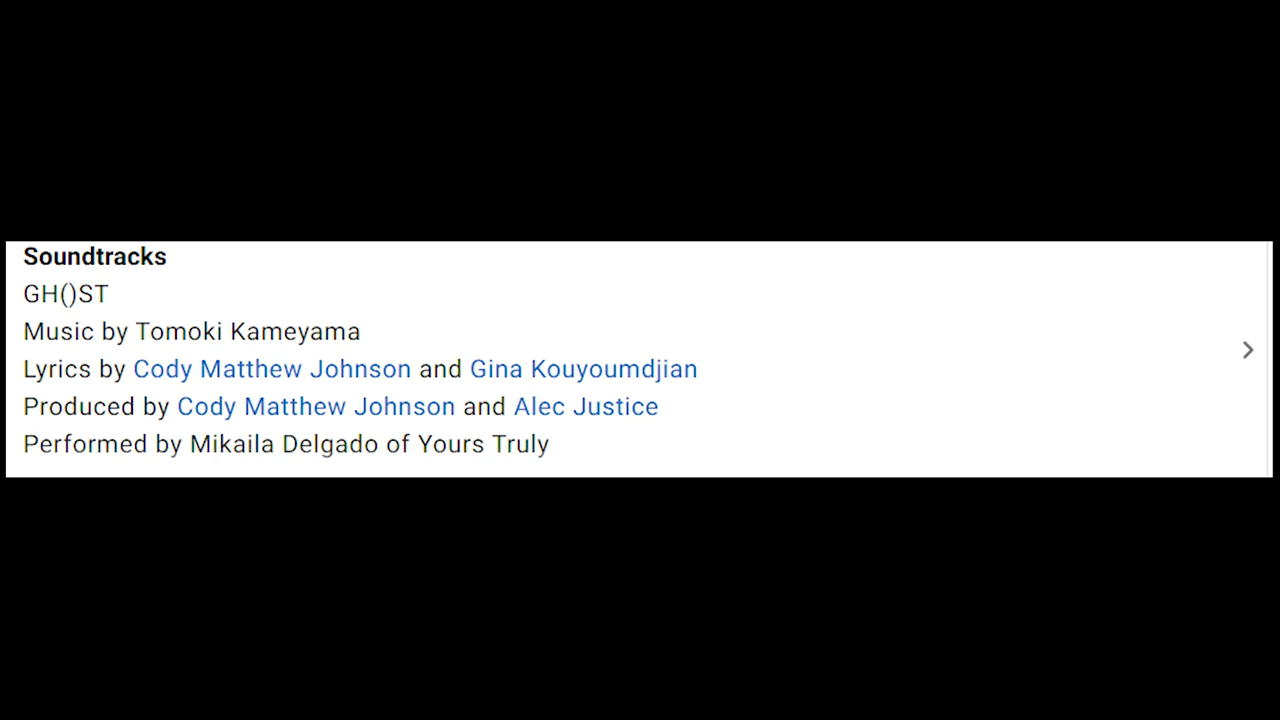 Soundtracks
GH()ST
Music by Tomoki Kameyama
Lyrics by Cody Matthew Johnson and Gina Kouyoumdjian
Produced by Cody Matthew Johnson and Alec Justice
Performed by Mikaila Delgado of Yours Truly